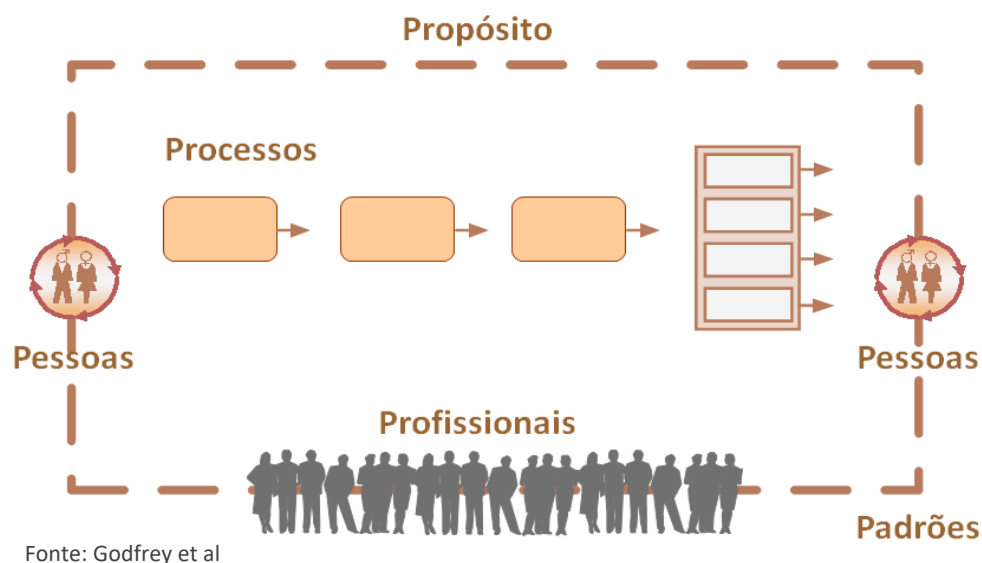 Propósito
Processos
Pessoas
Pessoas
Profissionais
Padrões
Fonte: Godfrey et al